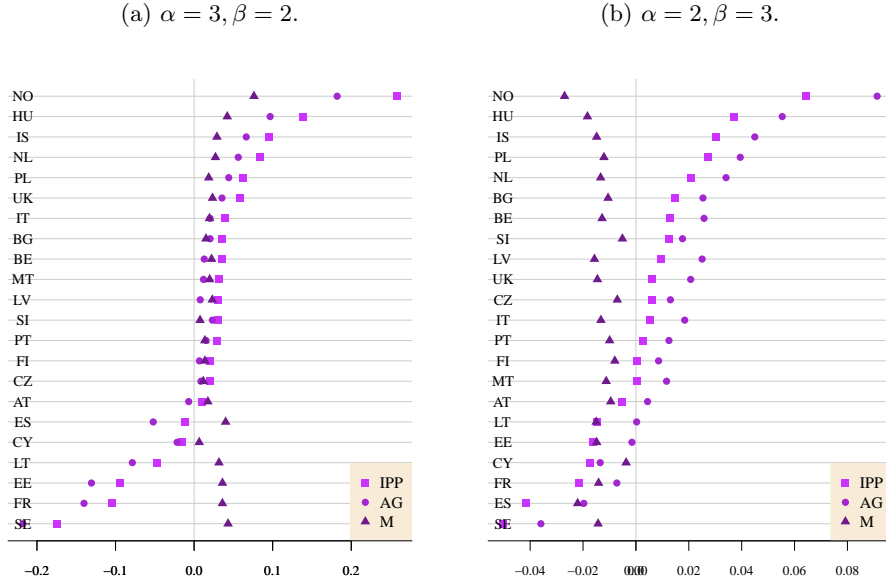 (a) α = 3, β = 2.
NO
HU
IS
NL
PL
UK
IT
BG
BE
MT
LV
SI
PT
FI
CZ
AT
ES
CY
LT
EE
FR
SE
IPP
AG
M
−0.2 −0.1 0.0 0.1 0.2
(b) α = 2, β = 3.
NO
HU
IS
PL
NL
BG
BE
SI
LV
UK
CZ
IT
PT
FI
MT
AT
LT
EE
CY
FR
ES
SE
IPP
AG
M
−0.04 −0.02 0.00 0.02 0.04 0.06 0.08